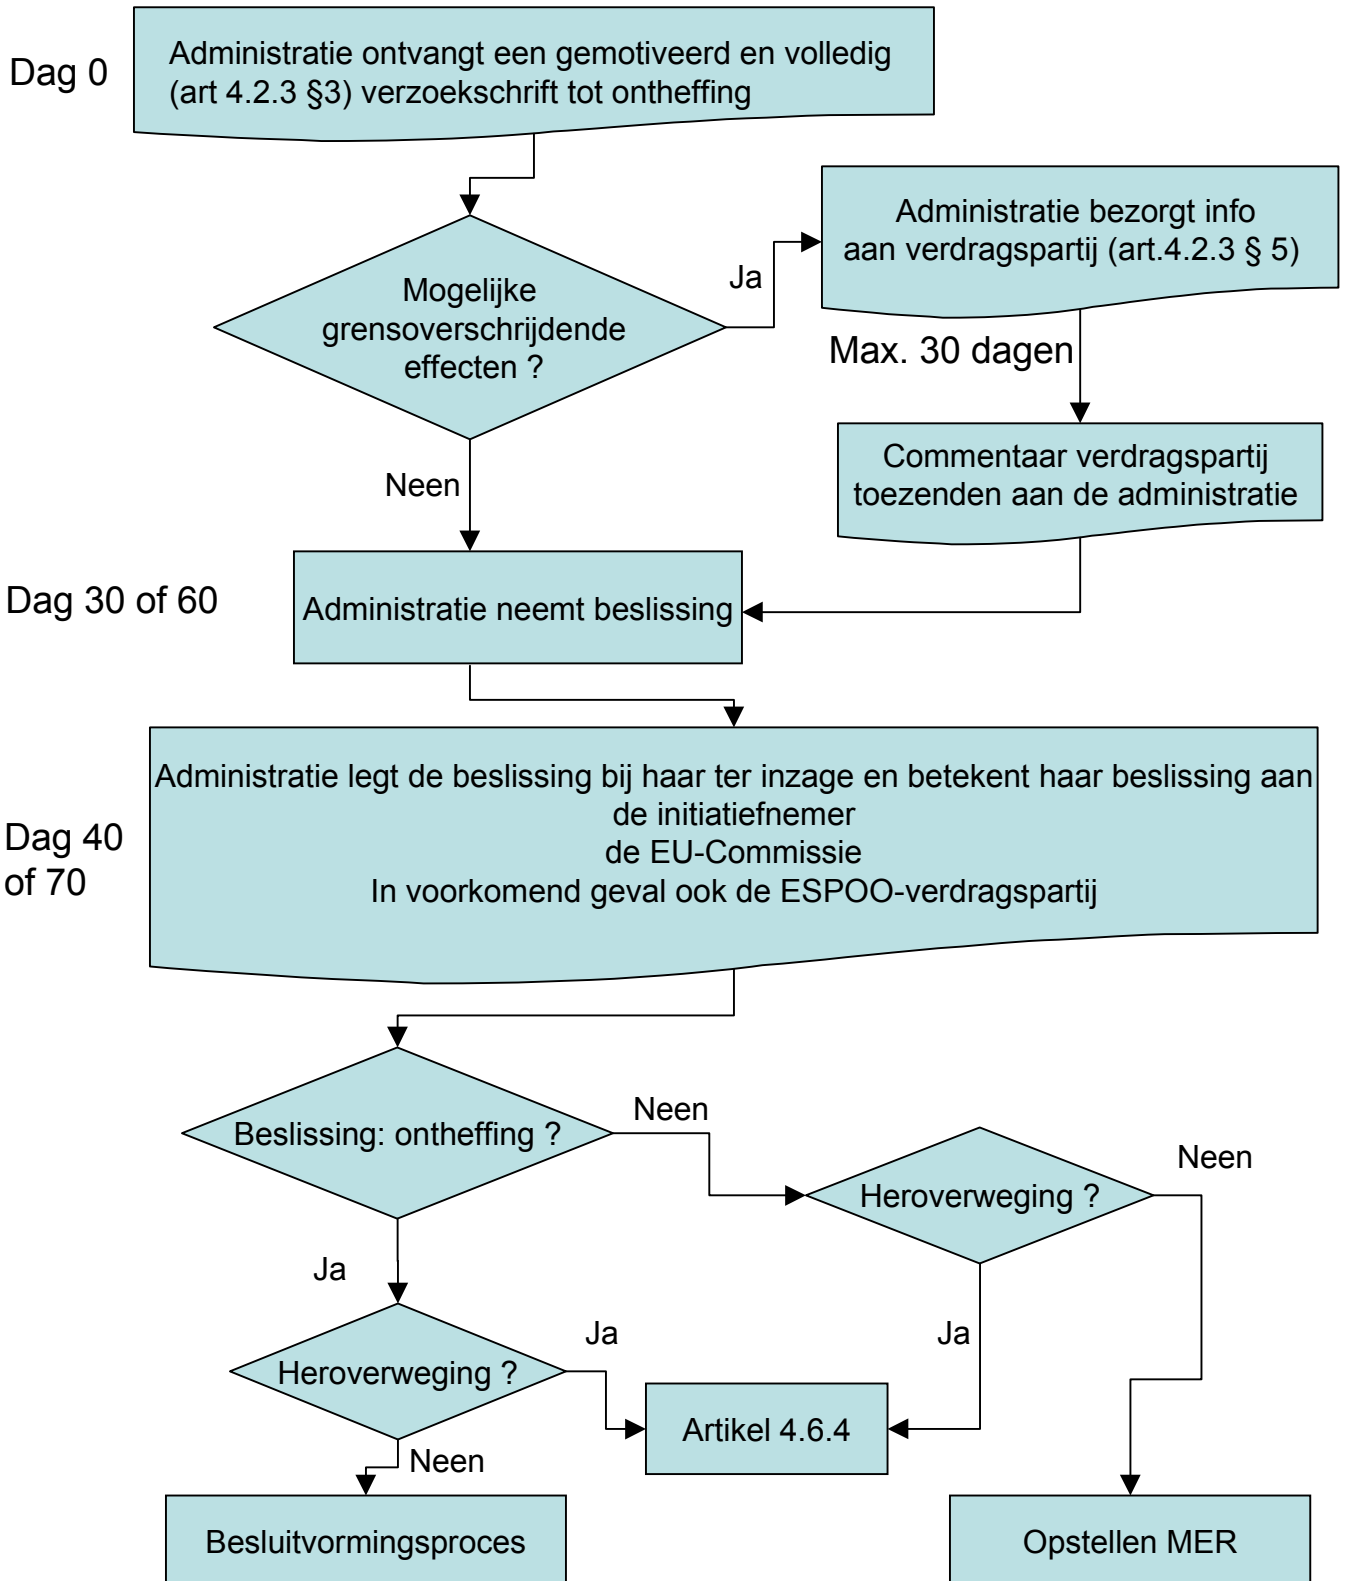 Dag 0
Administratie ontvangt een gemotiveerd en volledig
(art 4.2.3 §3) verzoekschrift tot ontheffing
Mogelijke
grensoverschrijdende
effecten ?
Ja
Administratie bezorgt info
aan verdragspartij (art.4.2.3 § 5)
Max. 30 dagen
Commentaar verdragspartij
toezenden aan de administratie
Neen
Dag 30 of 60
Administratie neemt beslissing
Dag 40
of 70
Administratie legt de beslissing bij haar ter inzage en betekent haar beslissing aan
de initiatiefnemer
de EU-Commissie
In voorkomend geval ook de ESPOO-verdragspartij
Beslissing: ontheffing ?
Neen
Heroverweging ?
Neen
Ja
Heroverweging ?
Ja
Ja
Artikel 4.6.4
Neen
Besluitvormingsproces
Opstellen MER